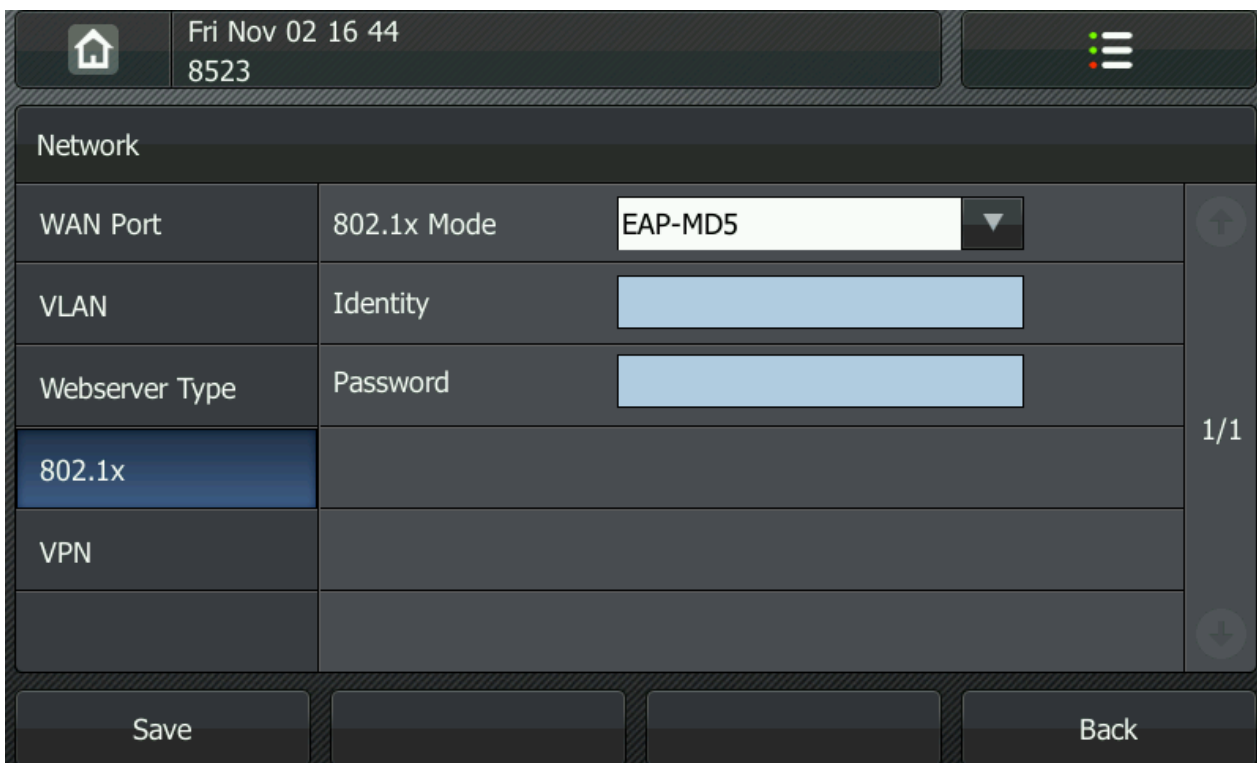 Fri Nov 02 16 44
8523
Network
WAN Port
802.1x Mode
EAP-MD5
VLAN
Identity
Webserver Type
Password
1/1
802.1x
VPN
Save
Back